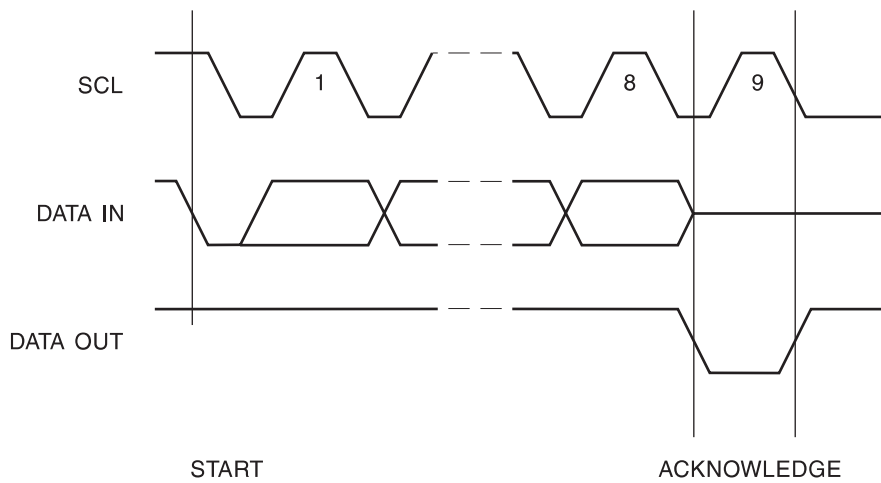 SCL
1
8
9
DATA IN
DATA OUT
START
ACKNOWLEDGE